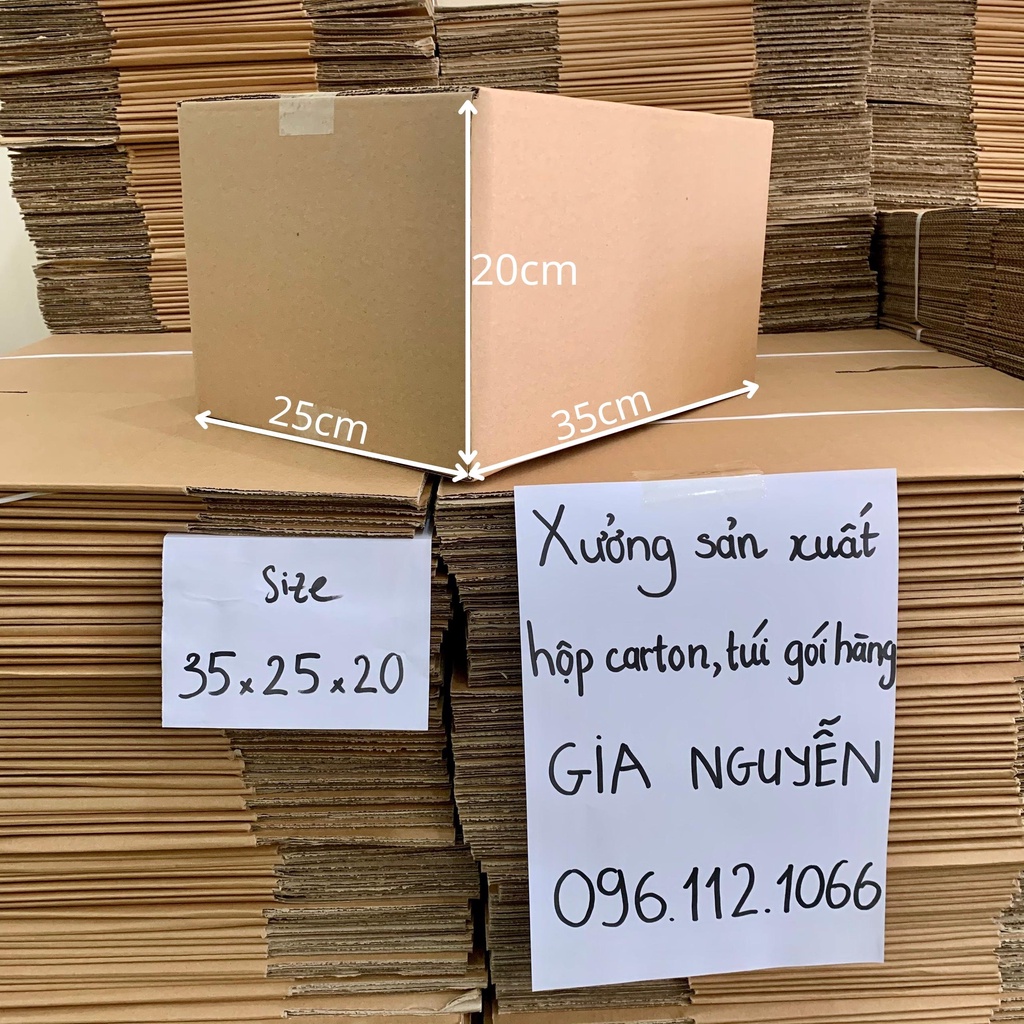 20cm
25cm
35cm
Size
35x25x20
Xưởng sản xuất
hộp carton, túi gói hàng
GIA NGUYỄN
096.112.1066